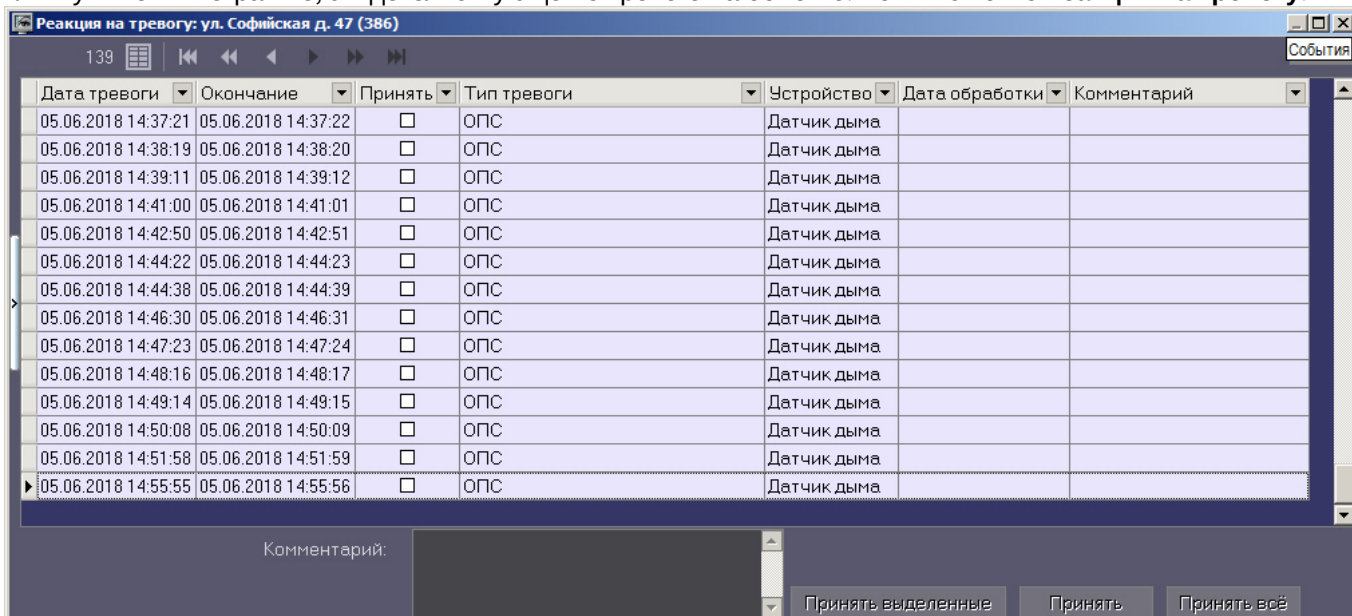 Реакция на тревогу: ул. Софийская д. 47 (386)
События
139
Дата тревоги Окончание Принять Тип тревоги Устройство Дата обработки Комментарий
05.06.2018 14:37:21 05.06.2018 14:37:22 ОПС Датчик дыма
05.06.2018 14:38:19 05.06.2018 14:38:20 ОПС Датчик дыма
05.06.2018 14:39:11 05.06.2018 14:39:12 ОПС Датчик дыма
05.06.2018 14:41:00 05.06.2018 14:41:01 ОПС Датчик дыма
05.06.2018 14:42:50 05.06.2018 14:42:51 ОПС Датчик дыма
05.06.2018 14:44:22 05.06.2018 14:44:23 ОПС Датчик дыма
05.06.2018 14:44:38 05.06.2018 14:44:39 ОПС Датчик дыма
05.06.2018 14:46:30 05.06.2018 14:46:31 ОПС Датчик дыма
05.06.2018 14:47:23 05.06.2018 14:47:24 ОПС Датчик дыма
05.06.2018 14:48:16 05.06.2018 14:48:17 ОПС Датчик дыма
05.06.2018 14:49:14 05.06.2018 14:49:15 ОПС Датчик дыма
05.06.2018 14:50:08 05.06.2018 14:50:09 ОПС Датчик дыма
05.06.2018 14:51:58 05.06.2018 14:51:59 ОПС Датчик дыма
05.06.2018 14:55:55 05.06.2018 14:55:56 ОПС Датчик дыма
Комментарий:
Принять выделенные Принять Принять всё